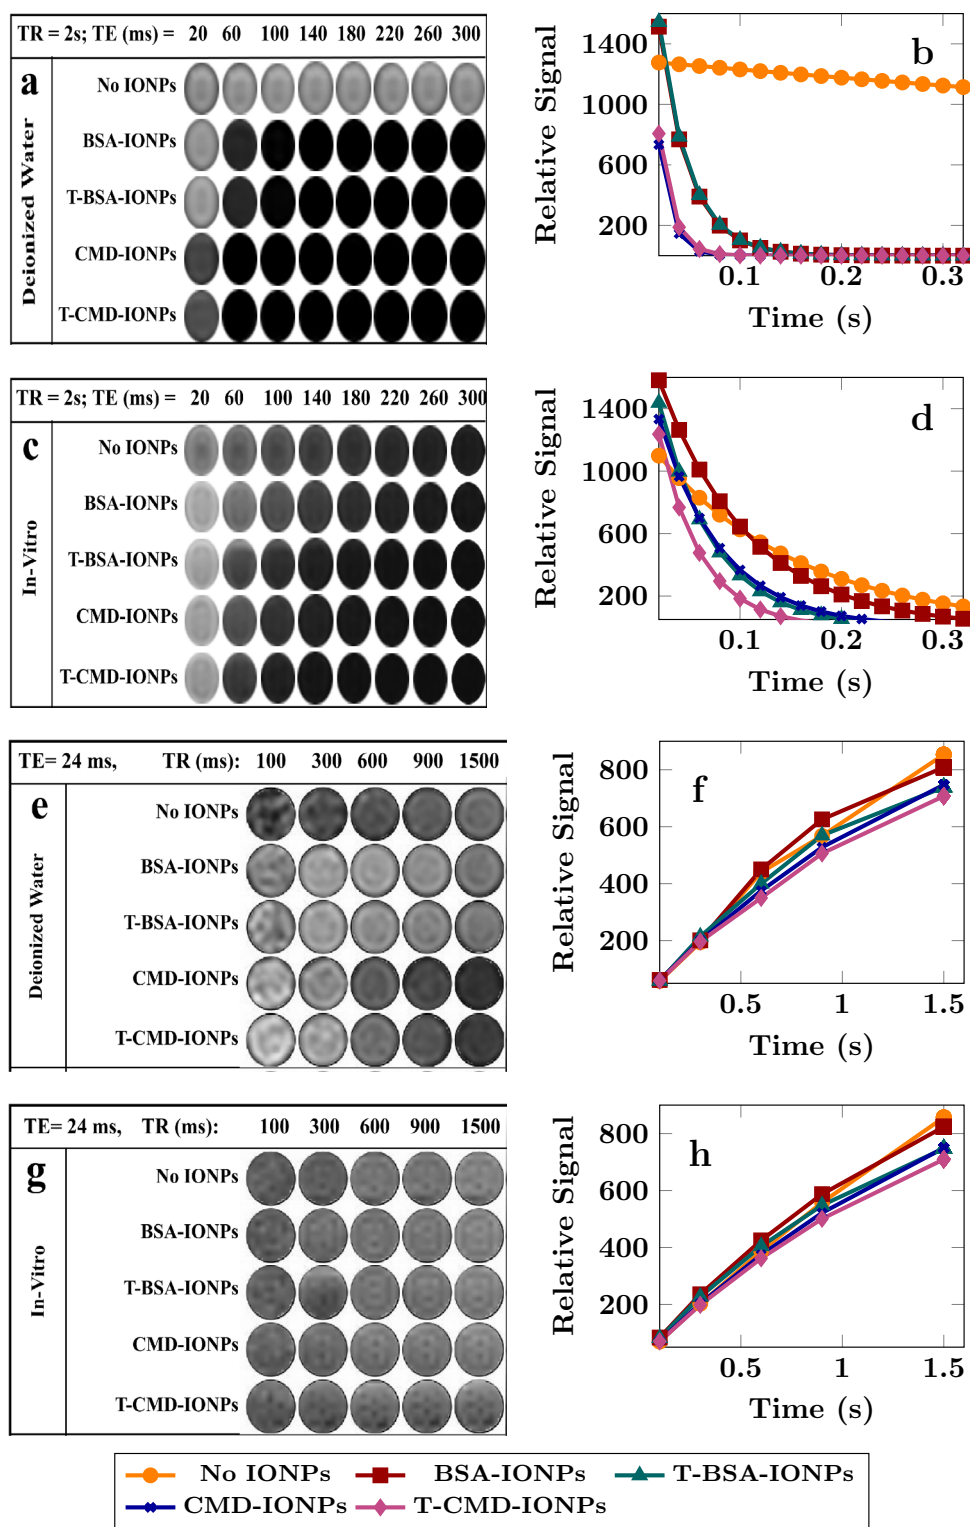 TR = 2s; TE (ms) = 20 60 100 140 180 220 260 300
a
Deionized Water
No IONPs
BSA-IONPs
T-BSA-IONPs
CMD-IONPs
T-CMD-IONPs
b
Relative Signal
1400
1000
600
200
0.1 0.2 0.3
Time (s)
TR = 2s; TE (ms) = 20 60 100 140 180 220 260 300
c
In-Vitro
No IONPs
BSA-IONPs
T-BSA-IONPs
CMD-IONPs
T-CMD-IONPs
d
Relative Signal
1400
1000
600
200
0.1 0.2 0.3
Time (s)
TE= 24 ms, TR (ms): 100 300 600 900 1500
e
Deionized Water
No IONPs
BSA-IONPs
T-BSA-IONPs
CMD-IONPs
T-CMD-IONPs
f
Relative Signal
800
600
400
200
0.5 1 1.5
Time (s)
TE= 24 ms, TR (ms): 100 300 600 900 1500
g
In-Vitro
No IONPs
BSA-IONPs
T-BSA-IONPs
CMD-IONPs
T-CMD-IONPs
h
Relative Signal
800
600
400
200
0.5 1 1.5
Time (s)
No IONPs BSA-IONPs T-BSA-IONPs
CMD-IONPs T-CMD-IONPs